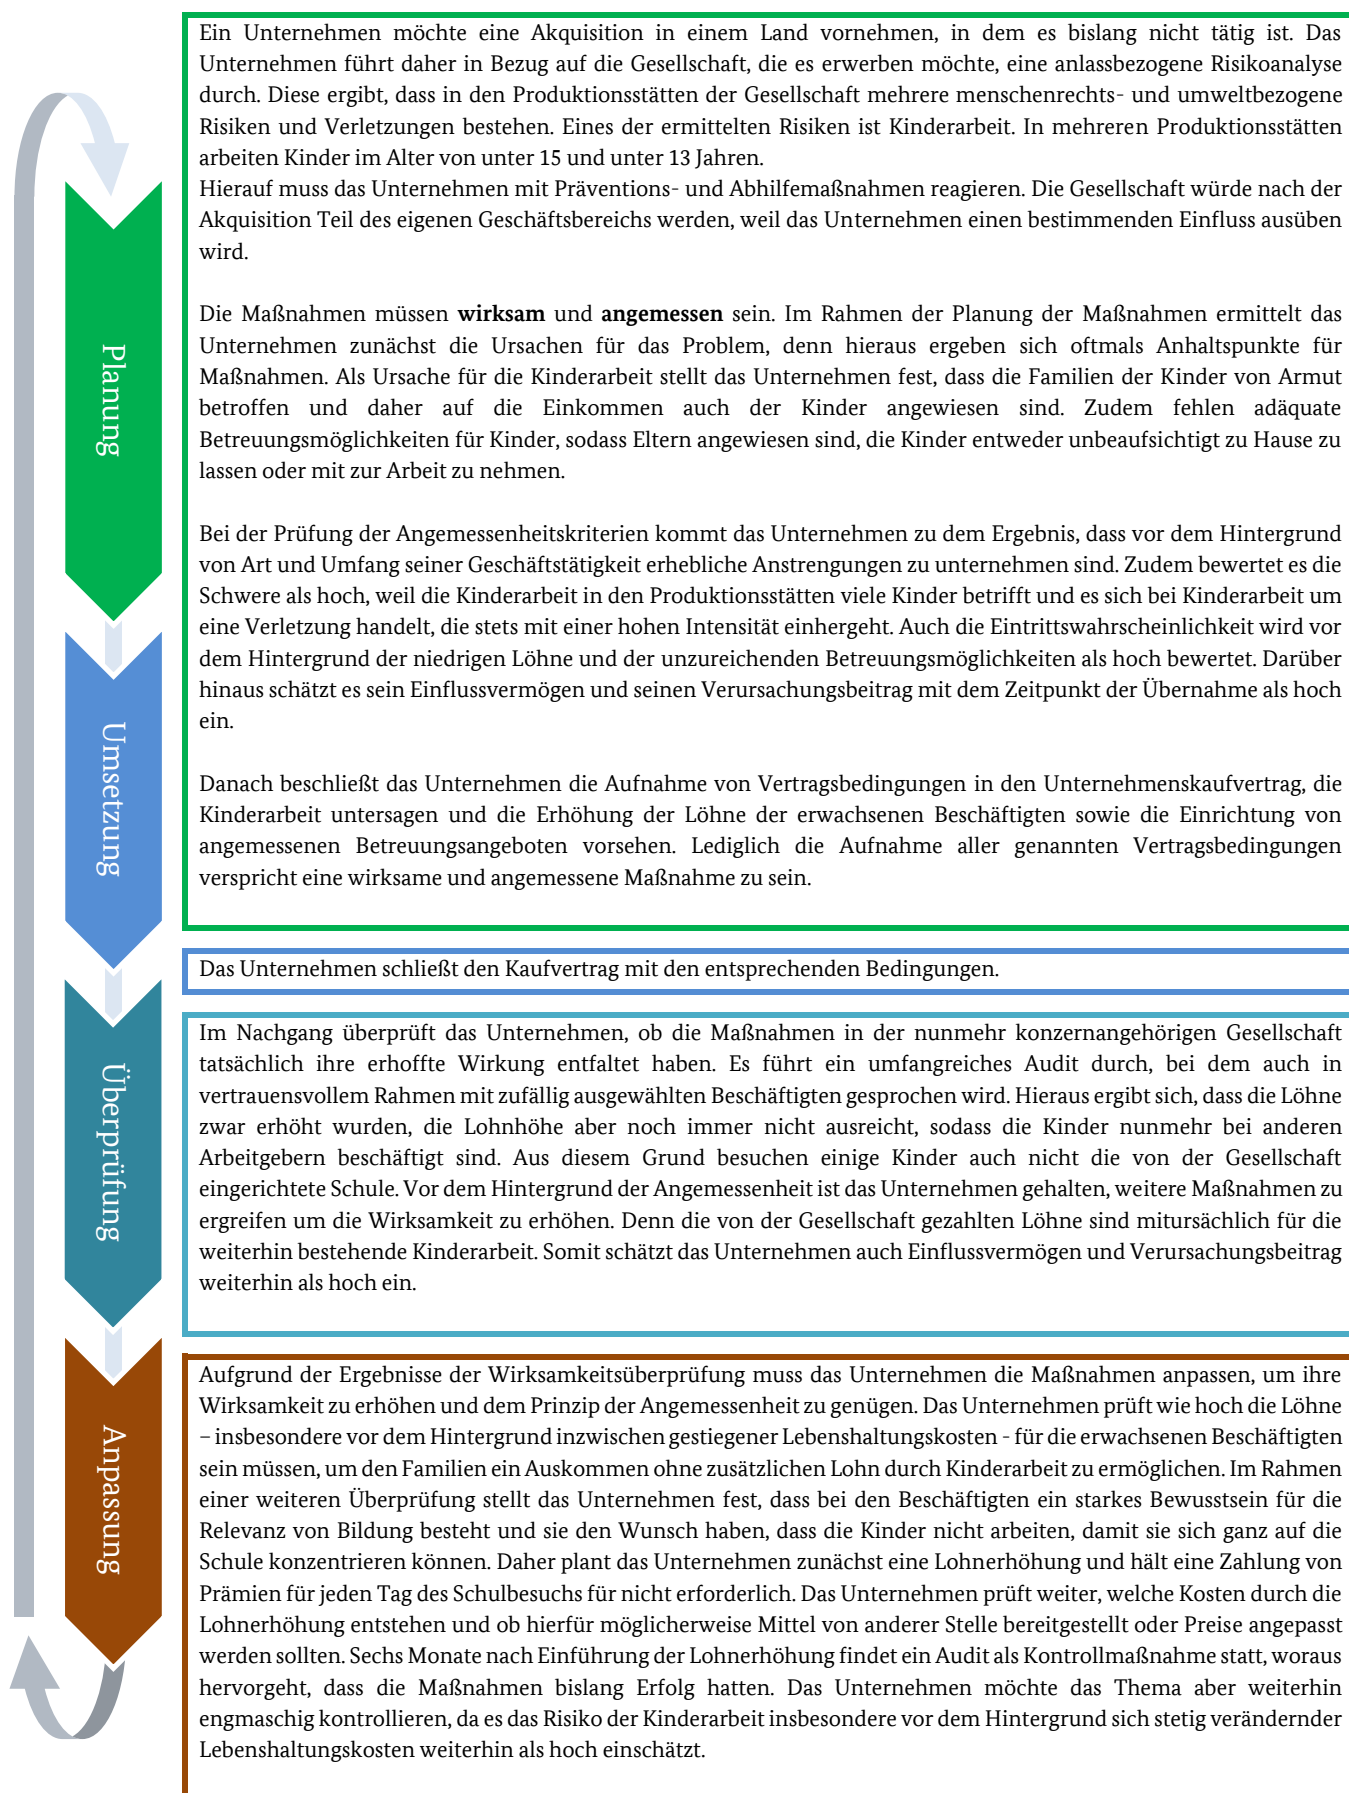 Ein Unternehmen möchte eine Akquisition in einem Land vornehmen, in dem es bislang nicht tätig ist. Das
Unternehmen führt daher in Bezug auf die Gesellschaft, die es erwerben möchte, eine anlassbezogene Risikoanalyse
durch. Diese ergibt, dass in den Produktionsstätten der Gesellschaft mehrere menschenrechts- und umweltbezogene
Risiken und Verletzungen bestehen. Eines der ermittelten Risiken ist Kinderarbeit. In mehreren Produktionsstätten
arbeiten Kinder im Alter von unter 15 und unter 13 Jahren.
Hierauf muss das Unternehmen mit Präventions- und Abhilfemaßnahmen reagieren. Die Gesellschaft würde nach der
Akquisition Teil des eigenen Geschäftsbereichs werden, weil das Unternehmen einen bestimmenden Einfluss ausüben
wird.
Die Maßnahmen müssen wirksam und angemessen sein. Im Rahmen der Planung der Maßnahmen ermittelt das
Unternehmen zunächst die Ursachen für das Problem, denn hieraus ergeben sich oftmals Anhaltspunkte für
Maßnahmen. Als Ursache für die Kinderarbeit stellt das Unternehmen fest, dass die Familien der Kinder von Armut
betroffen und daher auf die Einkommen auch der Kinder angewiesen sind. Zudem fehlen adäquate
Betreuungsmöglichkeiten für Kinder, sodass Eltern angewiesen sind, die Kinder entweder unbeaufsichtigt zu Hause zu
lassen oder mit zur Arbeit zu nehmen.
Bei der Prüfung der Angemessenheitskriterien kommt das Unternehmen zu dem Ergebnis, dass vor dem Hintergrund
von Art und Umfang seiner Geschäftstätigkeit erhebliche Anstrengungen zu unternehmen sind. Zudem bewertet es die
Schwere als hoch, weil die Kinderarbeit in den Produktionsstätten viele Kinder betrifft und es sich bei Kinderarbeit um
eine Verletzung handelt, die stets mit einer hohen Intensität einhergeht. Auch die Eintrittswahrscheinlichkeit wird vor
dem Hintergrund der niedrigen Löhne und der unzureichenden Betreuungsmöglichkeiten als hoch bewertet. Darüber
hinaus schätzt es sein Einflussvermögen und seinen Verursachungsbeitrag mit dem Zeitpunkt der Übernahme als hoch
ein.
Danach beschließt das Unternehmen die Aufnahme von Vertragsbedingungen in den Unternehmenskaufvertrag, die
Kinderarbeit untersagen und die Erhöhung der Löhne der erwachsenen Beschäftigten sowie die Einrichtung von
angemessenen Betreuungsangeboten vorsehen. Lediglich die Aufnahme aller genannten Vertragsbedingungen
verspricht eine wirksame und angemessene Maßnahme zu sein.
Planung
Das Unternehmen schließt den Kaufvertrag mit den entsprechenden Bedingungen.
Umsetzung
Im Nachgang überprüft das Unternehmen, ob die Maßnahmen in der nunmehr konzernangehörigen Gesellschaft
tatsächlich ihre erhoffte Wirkung entfaltet haben. Es führt ein umfangreiches Audit durch, bei dem auch in
vertrauensvollem Rahmen mit zufällig ausgewählten Beschäftigten gesprochen wird. Hieraus ergibt sich, dass die Löhne
zwar erhöht wurden, die Lohnhöhe aber noch immer nicht ausreicht, sodass die Kinder nunmehr bei anderen
Arbeitgebern beschäftigt sind. Aus diesem Grund besuchen einige Kinder auch nicht die von der Gesellschaft
eingerichtete Schule. Vor dem Hintergrund der Angemessenheit ist das Unternehmen gehalten, weitere Maßnahmen zu
ergreifen um die Wirksamkeit zu erhöhen. Denn die von der Gesellschaft gezahlten Löhne sind mitursächlich für die
weiterhin bestehende Kinderarbeit. Somit schätzt das Unternehmen auch Einflussvermögen und Verursachungsbeitrag
weiterhin als hoch ein.
Überprüfung
Aufgrund der Ergebnisse der Wirksamkeitsüberprüfung muss das Unternehmen die Maßnahmen anpassen, um ihre
Wirksamkeit zu erhöhen und dem Prinzip der Angemessenheit zu genügen. Das Unternehmen prüft wie hoch die Löhne
– insbesondere vor dem Hintergrund inzwischen gestiegener Lebenshaltungskosten - für die erwachsenen Beschäftigten
sein müssen, um den Familien ein Auskommen ohne zusätzlichen Lohn durch Kinderarbeit zu ermöglichen. Im Rahmen
einer weiteren Überprüfung stellt das Unternehmen fest, dass bei den Beschäftigten ein starkes Bewusstsein für die
Relevanz von Bildung besteht und sie den Wunsch haben, dass die Kinder nicht arbeiten, damit sie sich ganz auf die
Schule konzentrieren können. Daher plant das Unternehmen zunächst eine Lohnerhöhung und hält eine Zahlung von
Prämien für jeden Tag des Schulbesuchs für nicht erforderlich. Das Unternehmen prüft weiter, welche Kosten durch die
Lohnerhöhung entstehen und ob hierfür möglicherweise Mittel von anderer Stelle bereitgestellt oder Preise angepasst
werden sollten. Sechs Monate nach Einführung der Lohnerhöhung findet ein Audit als Kontrollmaßnahme statt, woraus
hervorgeht, dass die Maßnahmen bislang Erfolg hatten. Das Unternehmen möchte das Thema aber weiterhin
engmaschig kontrollieren, da es das Risiko der Kinderarbeit insbesondere vor dem Hintergrund sich stetig verändernder
Lebenshaltungskosten weiterhin als hoch einschätzt.
Anpassung